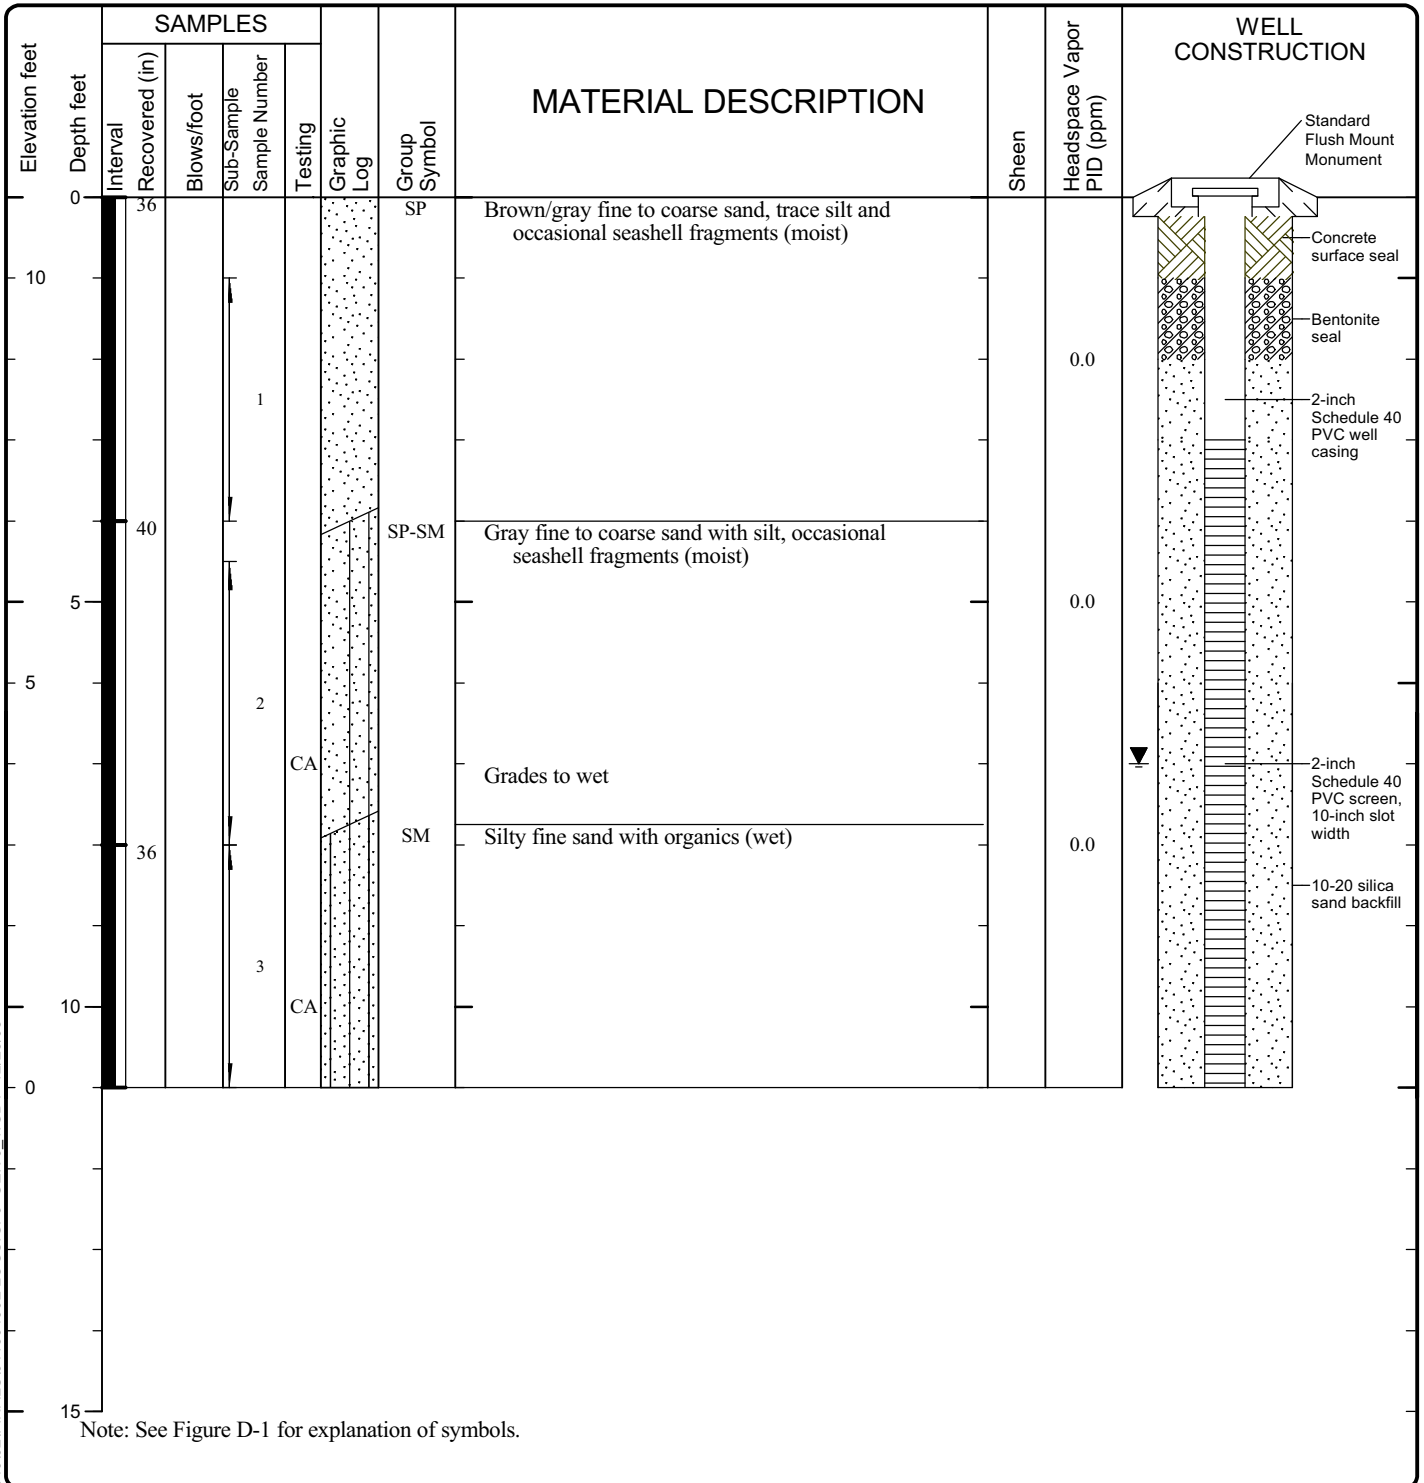 SAMPLES
WELL
CONSTRUCTION
Elevation feet
Depth feet
Interval
Recovered (in)
Blows/foot
Sub-Sample
Sample Number
Testing
Graphic
Log
Group
Symbol
MATERIAL DESCRIPTION
Sheen
Headspace Vapor
PID (ppm)
Standard
Flush Mount
Monument
0
36
SP
Brown/gray fine to coarse sand, trace silt and
occasional seashell fragments (moist)
Concrete
surface seal
10
Bentonite
seal
0.0
1
2-inch
Schedule 40
PVC well
casing
40
SP-SM
Gray fine to coarse sand with silt, occasional
seashell fragments (moist)
5
0.0
5
2
CA
Grades to wet
2-inch
Schedule 40
PVC screen,
10-inch slot
width
SM
Silty fine sand with organics (wet)
36
0.0
10-20 silica
sand backfill
3
10
CA
0
15
Note: See Figure D-1 for explanation of symbols.